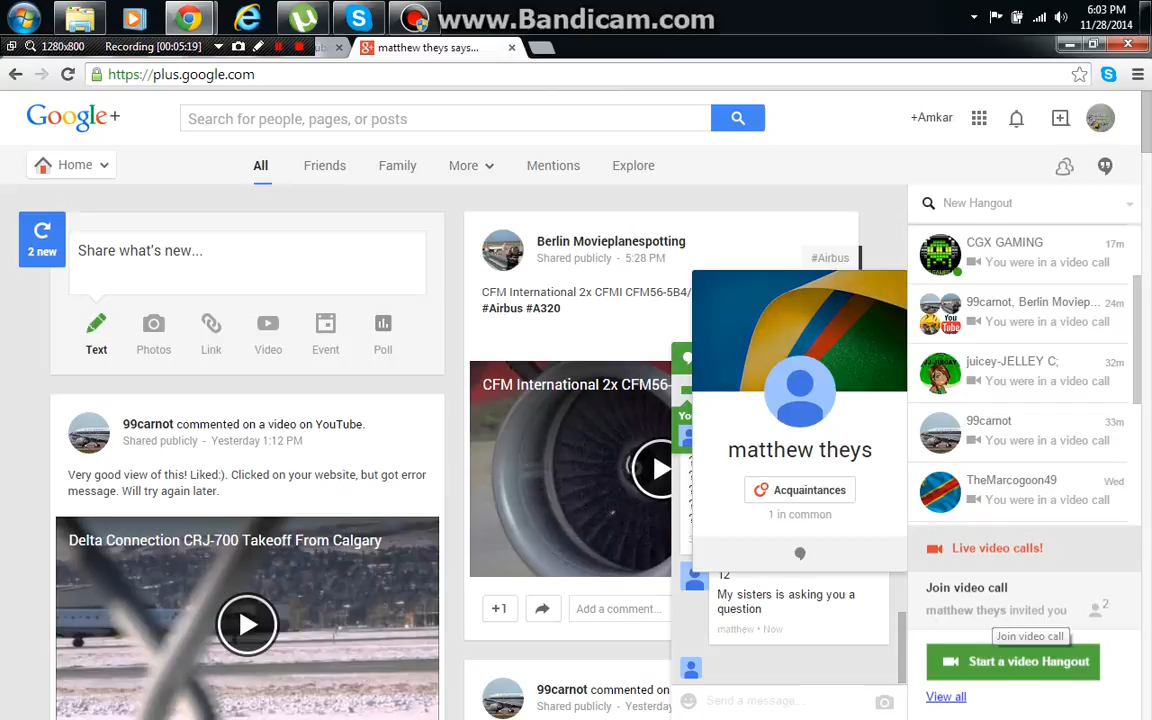 www.Bandicam.com
6:03 PM
11/28/2014
1280x800
Recording [00:05:19]
matthew theys says...
https://plus.google.com
Google+
Search for people, pages, or posts
+Amkar
Home
All
Friends
Family
More
Mentions
Explore
New Hangout
2 new
Share what's new...
Text
Photos
Link
Video
Event
Poll
Berlin Movieplanespotting
Shared publicly - 5:28 PM
#Airbus
CFM International 2x CFMI CFM56-5B4/
#Airbus #A320
CFM International 2x CFM56-
+1
Add a comment...
99carnot commented on a video on YouTube.
Shared publicly - Yesterday 1:12 PM
Very good view of this! Liked:). Clicked on your website, but got error
message. Will try again later.
Delta Connection CRJ-700 Takeoff From Calgary
99carnot commented on
Shared publicly - Yesterday
matthew theys
Acquaintances
1 in common
12
My sisters is asking you a
question
matthew • Now
Send a message...
CGX GAMING
17m
You were in a video call
99carnot, Berlin Moviep...
24m
You were in a video call
juicey-JELLEY C;
32m
You were in a video call
99carnot
33m
You were in a video call
TheMarcogoon49
Wed
You were in a video call
Live video calls!
Join video call
matthew theys invited you
2
Join video call
Start a video Hangout
View all